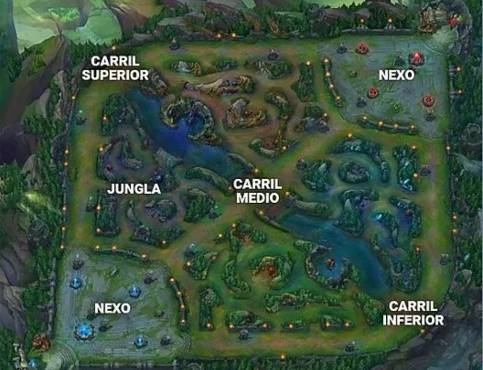 CARRIL
SUPERIOR
NEXO
JUNGLA
CARRIL
MEDIO
NEXO
CARRIL
INFERIOR